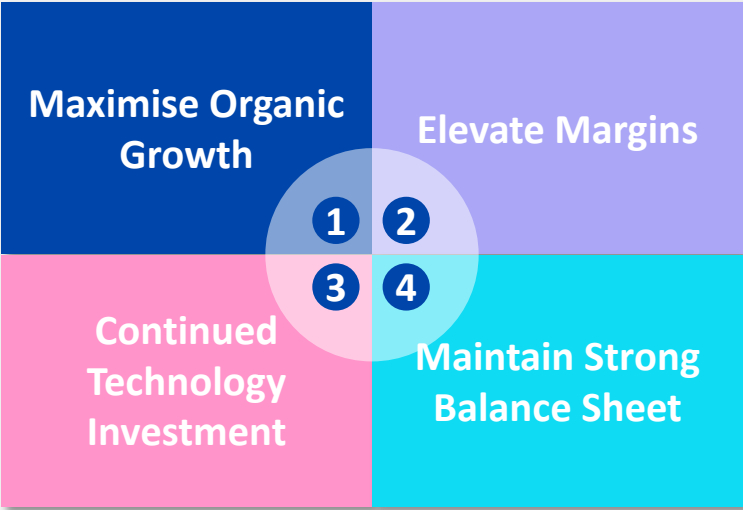 Maximise Organic
Growth
Elevate Margins
1
2
3
4
Continued
Technology
Investment
Maintain Strong
Balance Sheet